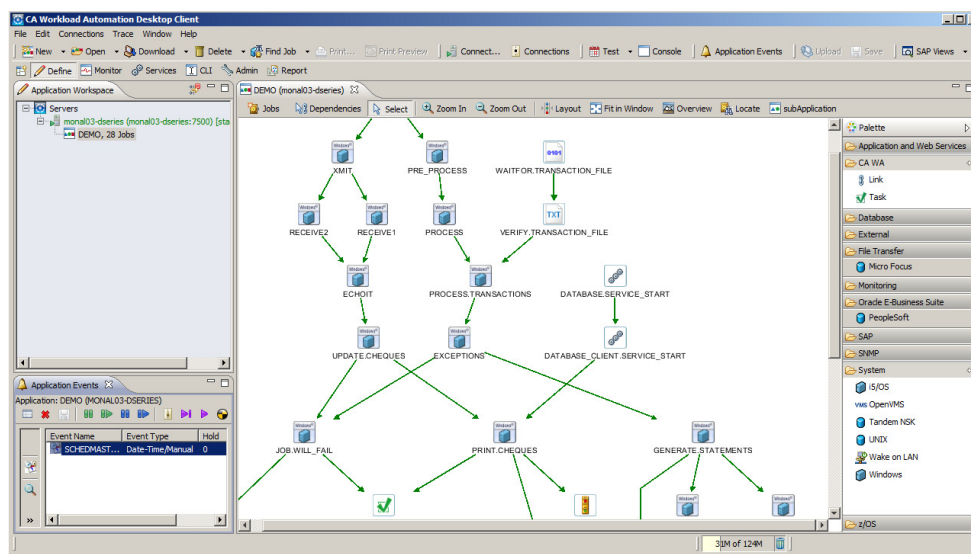 CA Workload Automation Desktop Client
File Edit Connections Trace Window Help
New Open Download Delete Find Job Print... Print Preview Connect... Connections Test Console Application Events Upload Save SAP Views
Define Monitor Services CLI Admin Report
Application Workspace
Servers
monal03-dseries (monal03-dseries:7500) [sta
DEMO, 28 Jobs
DEMO (monal03-dseries)
Jobs Dependencies Select Zoom In Zoom Out Layout Fit in Window Overview Locate subApplication
XMIT PRE_PROCESS WAITFOR.TRANSACTION_FILE
RECEIVE2 RECEIVE1 PROCESS VERIFY.TRANSACTION_FILE
ECHOIT PROCESS.TRANSACTIONS DATABASE.SERVICE_START
UPDATE.CHEQUES EXCEPTIONS DATABASE_CLIENT.SERVICE_START
JOB.WILL_FAIL PRINT.CHEQUES GENERATE.STATEMENTS
Palette
Application and Web Services
CA WA
Link
Task
Database
External
File Transfer
Micro Focus
Monitoring
Oracle E-Business Suite
PeopleSoft
SAP
SNMP
System
i5/OS
VMS OpenVMS
Tandem NSK
UNIX
Wake on LAN
Windows
z/OS
Application Events
Application: DEMO (MONAL03-DSERIES)
Event Name Event Type Hold
SCHEDMAST... Date-Time/Manual 0
31M of 124M